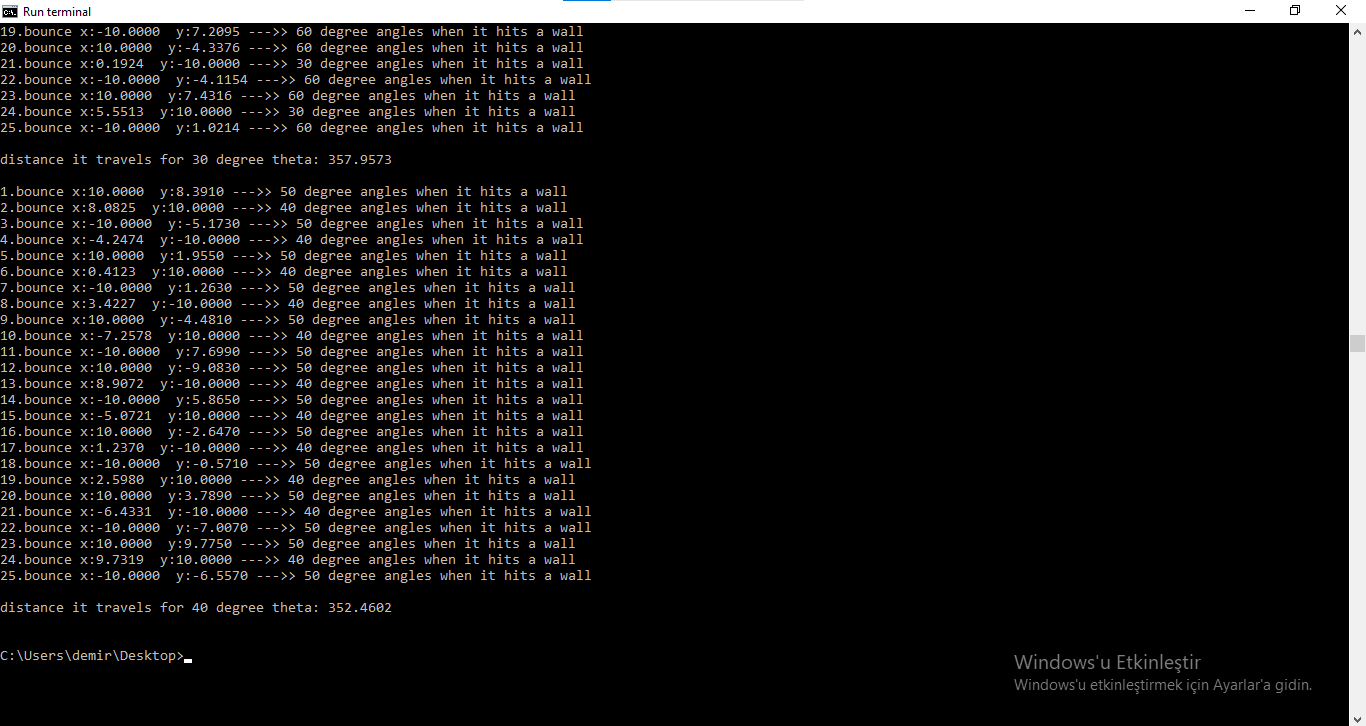 Run terminal
19.bounce x:-10.0000  y:7.2095 --->> 60 degree angles when it hits a wall
20.bounce x:10.0000  y:-4.3376 --->> 60 degree angles when it hits a wall
21.bounce x:0.1924  y:-10.0000 --->> 30 degree angles when it hits a wall
22.bounce x:-10.0000  y:-4.1154 --->> 60 degree angles when it hits a wall
23.bounce x:10.0000  y:7.4316 --->> 60 degree angles when it hits a wall
24.bounce x:5.5513  y:10.0000 --->> 30 degree angles when it hits a wall
25.bounce x:-10.0000  y:1.0214 --->> 60 degree angles when it hits a wall
distance it travels for 30 degree theta: 357.9573
1.bounce x:10.0000  y:8.3910 --->> 50 degree angles when it hits a wall
2.bounce x:8.0825  y:10.0000 --->> 40 degree angles when it hits a wall
3.bounce x:-10.0000  y:-5.1730 --->> 50 degree angles when it hits a wall
4.bounce x:-4.2474  y:-10.0000 --->> 40 degree angles when it hits a wall
5.bounce x:10.0000  y:1.9550 --->> 50 degree angles when it hits a wall
6.bounce x:0.4123  y:10.0000 --->> 40 degree angles when it hits a wall
7.bounce x:-10.0000  y:1.2630 --->> 50 degree angles when it hits a wall
8.bounce x:3.4227  y:-10.0000 --->> 40 degree angles when it hits a wall
9.bounce x:10.0000  y:-4.4810 --->> 50 degree angles when it hits a wall
10.bounce x:-7.2578  y:10.0000 --->> 40 degree angles when it hits a wall
11.bounce x:-10.0000  y:7.6990 --->> 50 degree angles when it hits a wall
12.bounce x:10.0000  y:-9.0830 --->> 50 degree angles when it hits a wall
13.bounce x:8.9072  y:-10.0000 --->> 40 degree angles when it hits a wall
14.bounce x:-10.0000  y:5.8650 --->> 50 degree angles when it hits a wall
15.bounce x:-5.0721  y:10.0000 --->> 40 degree angles when it hits a wall
16.bounce x:10.0000  y:-2.6470 --->> 50 degree angles when it hits a wall
17.bounce x:1.2370  y:-10.0000 --->> 40 degree angles when it hits a wall
18.bounce x:-10.0000  y:-0.5710 --->> 50 degree angles when it hits a wall
19.bounce x:2.5980  y:10.0000 --->> 40 degree angles when it hits a wall
20.bounce x:10.0000  y:3.7890 --->> 50 degree angles when it hits a wall
21.bounce x:-6.4331  y:-10.0000 --->> 40 degree angles when it hits a wall
22.bounce x:-10.0000  y:-7.0070 --->> 50 degree angles when it hits a wall
23.bounce x:10.0000  y:9.7750 --->> 50 degree angles when it hits a wall
24.bounce x:9.7319  y:10.0000 --->> 40 degree angles when it hits a wall
25.bounce x:-10.0000  y:-6.5570 --->> 50 degree angles when it hits a wall
distance it travels for 40 degree theta: 352.4602
C:\Users\demir\Desktop>
Windows'u Etkinleştir
Windows'u etkinleştirmek için Ayarlar'a gidin.